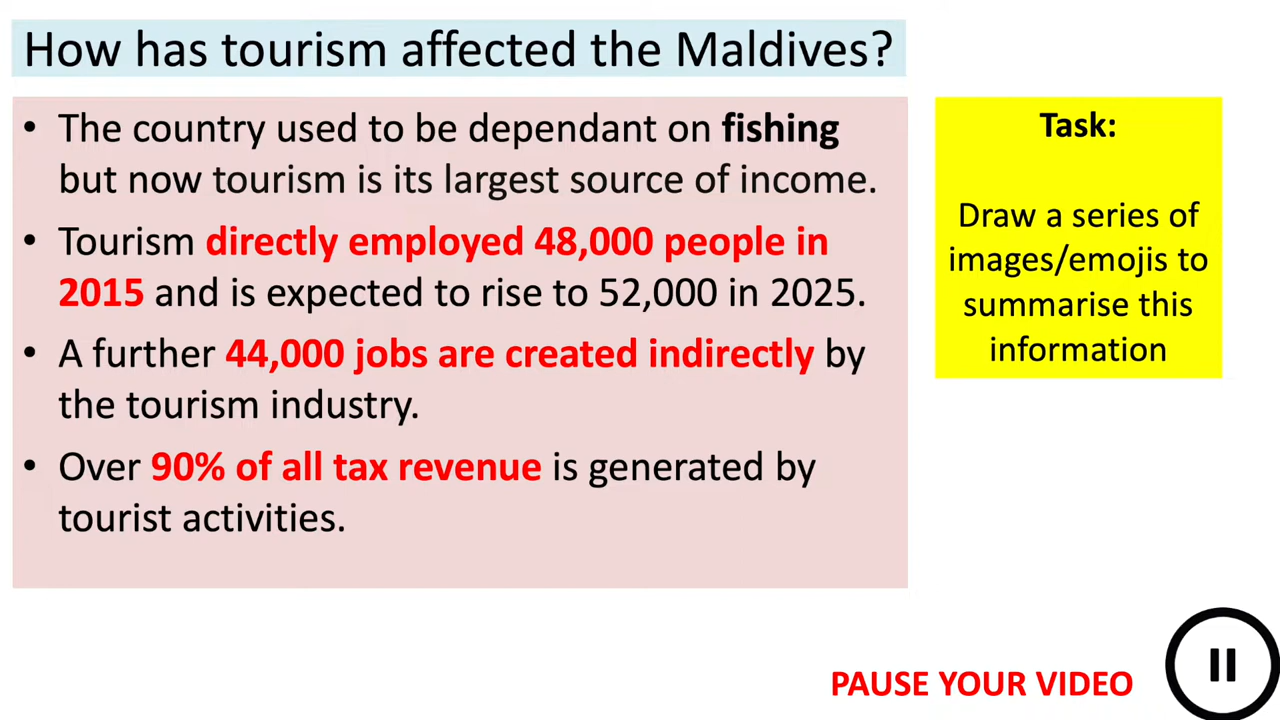 How has tourism affected the Maldives?
• The country used to be dependant on fishing
but now tourism is its largest source of income.
• Tourism directly employed 48,000 people in
2015 and is expected to rise to 52,000 in 2025.
• A further 44,000 jobs are created indirectly by
the tourism industry.
• Over 90% of all tax revenue is generated by
tourist activities.
Task:
Draw a series of
images/emojis to
summarise this
information
PAUSE YOUR VIDEO